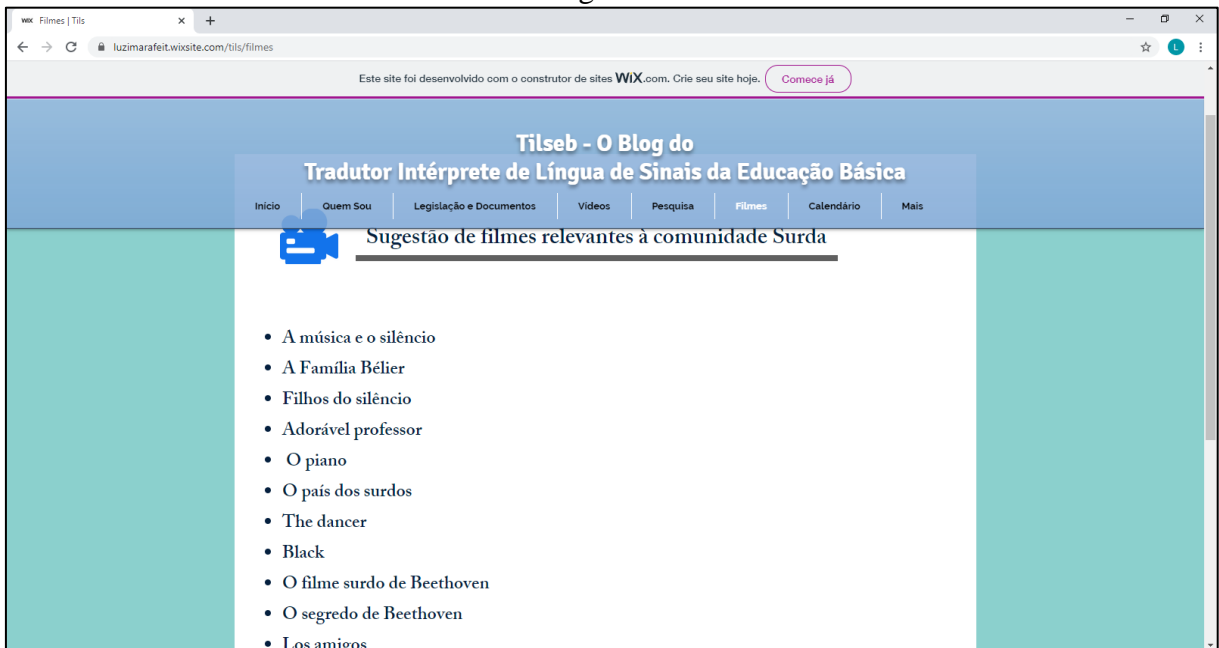 Filmes | Tils
luzimarafeit.wixsite.com/tils/filmes
L
Este site foi desenvolvido com o construtor de sites WiX.com. Crie seu site hoje. Comece já
Tilseb - O Blog do
Tradutor Intérprete de Língua de Sinais da Educação Básica
Início Quem Sou Legislação e Documentos Vídeos Pesquisa Filmes Calendário Mais
Sugestão de filmes relevantes à comunidade Surda
• A música e o silêncio
• A Família Bélier
• Filhos do silêncio
• Adorável professor
• O piano
• O país dos surdos
• The dancer
• Black
• O filme surdo de Beethoven
• O segredo de Beethoven
• Los amigos